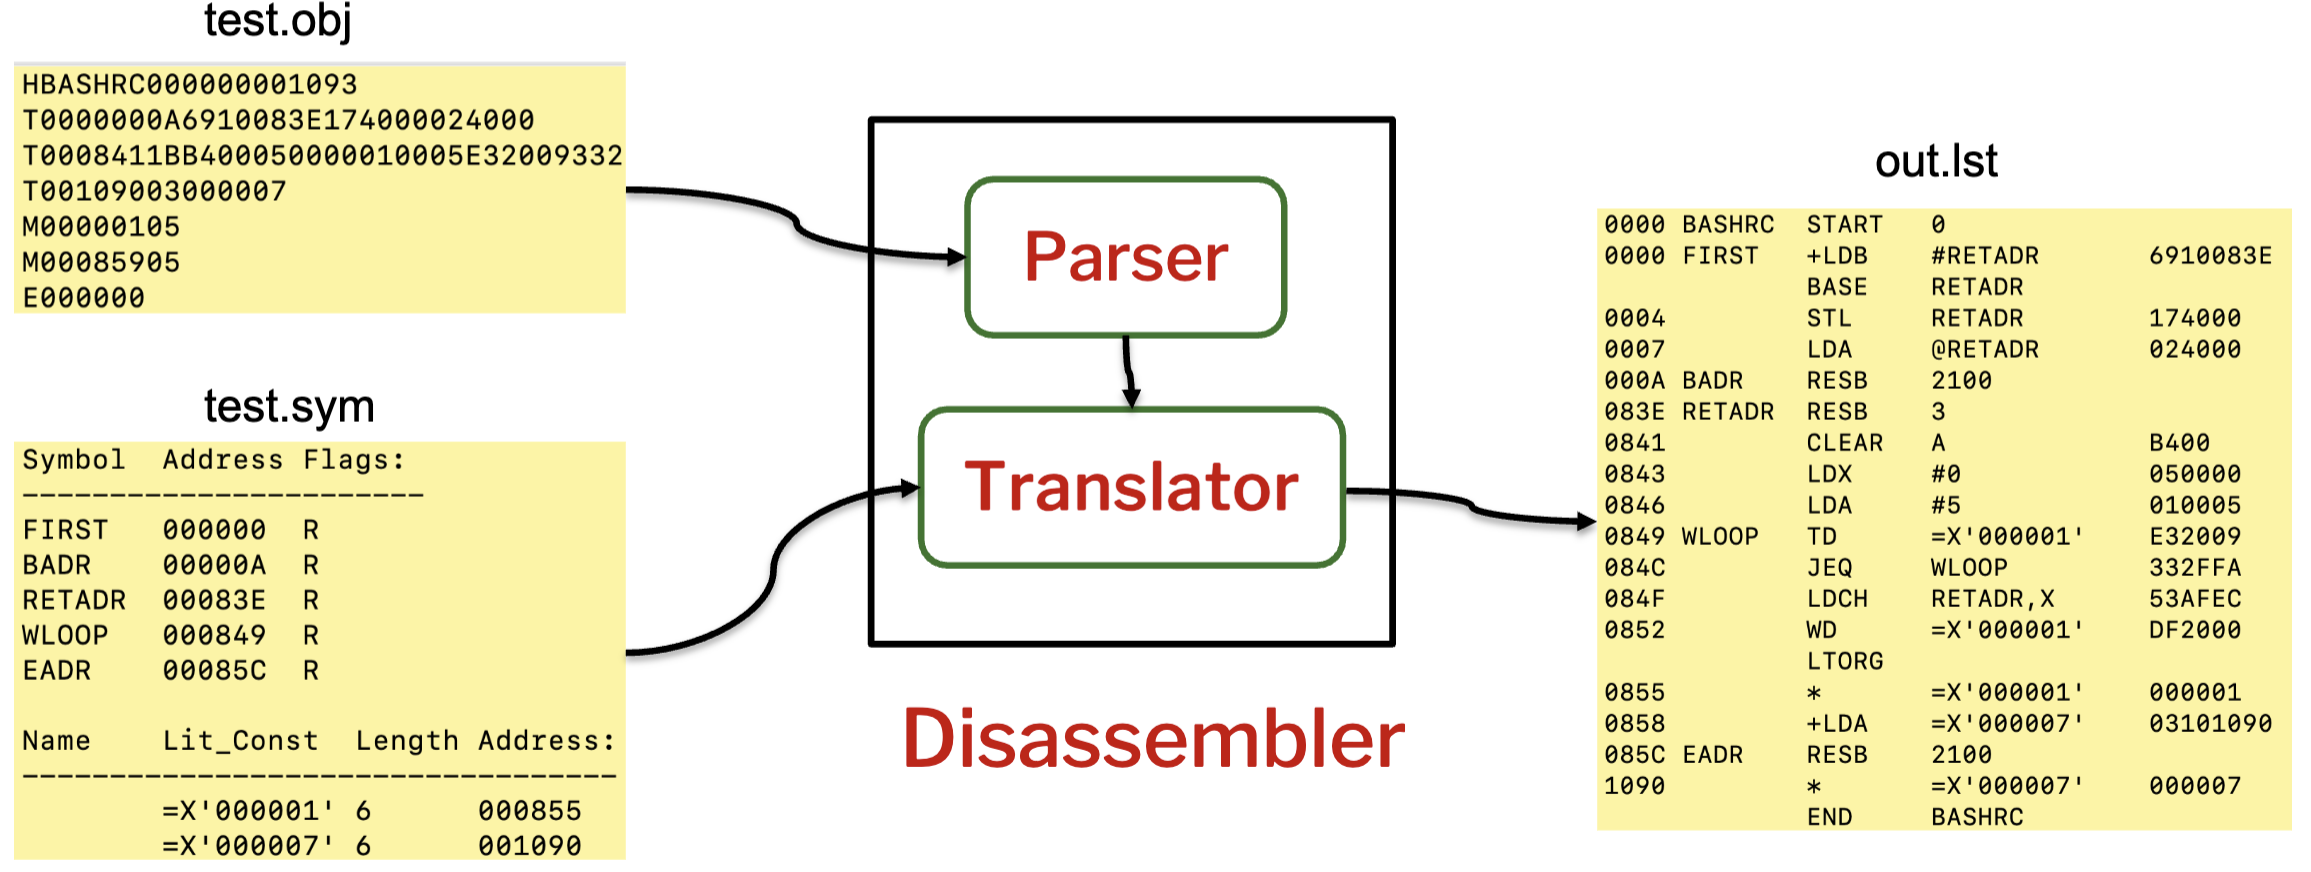 test.obj
HBASHRC000000001093
T0000000A6910083E174000024000
T0008411BB400050000010005E32009332
T00109003000007
M00000105
M00085905
E000000
test.sym
Symbol Address Flags:
-----------------------
FIRST 000000 R
BADR 00000A R
RETADR 00083E R
WLOOP 000849 R
EADR 00085C R
Name Lit_Const Length Address:
----------------------------------
=X'000001' 6 000855
=X'000007' 6 001090
Parser
Translator
Disassembler
out.lst
0000 BASHRC START 0
0000 FIRST +LDB #RETADR 6910083E
BASE RETADR
0004 STL RETADR 174000
0007 LDA @RETADR 024000
000A BADR RESB 2100
083E RETADR RESB 3
0841 CLEAR A B400
0843 LDX #0 050000
0846 LDA #5 010005
0849 WLOOP TD =X'000001' E32009
084C JEQ WLOOP 332FFA
084F LDCH RETADR,X 53AFEC
0852 WD =X'000001' DF2000
LTORG
0855 * =X'000001' 000001
0858 +LDA =X'000007' 03101090
085C EADR RESB 2100
1090 * =X'000007' 000007
END BASHRC